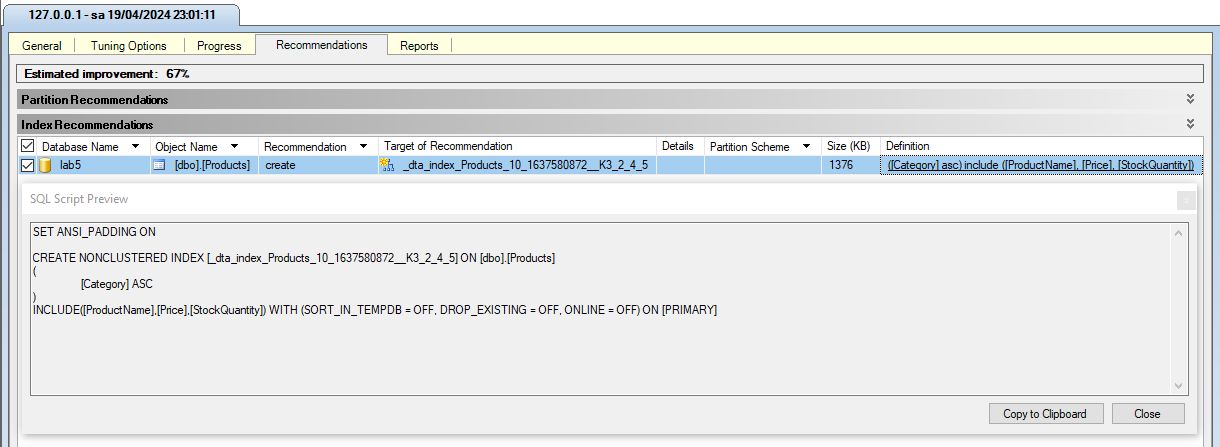 127.0.0.1 - sa 19/04/2024 23:01:11
General Tuning Options Progress Recommendations Reports
Estimated improvement: 67%
Partition Recommendations
Index Recommendations
Database Name Object Name Recommendation Target of Recommendation Details Partition Scheme Size (KB) Definition
lab5 [dbo].[Products] create _dta_index_Products_10_1637580872__K3_2_4_5 1376 ([Category] asc) include ([ProductName], [Price], [StockQuantity])
SQL Script Preview
SET ANSI_PADDING ON
CREATE NONCLUSTERED INDEX [_dta_index_Products_10_1637580872__K3_2_4_5] ON [dbo].[Products]
(
[Category] ASC
)
INCLUDE([ProductName],[Price],[StockQuantity]) WITH (SORT_IN_TEMPDB = OFF, DROP_EXISTING = OFF, ONLINE = OFF) ON [PRIMARY]
Copy to Clipboard Close